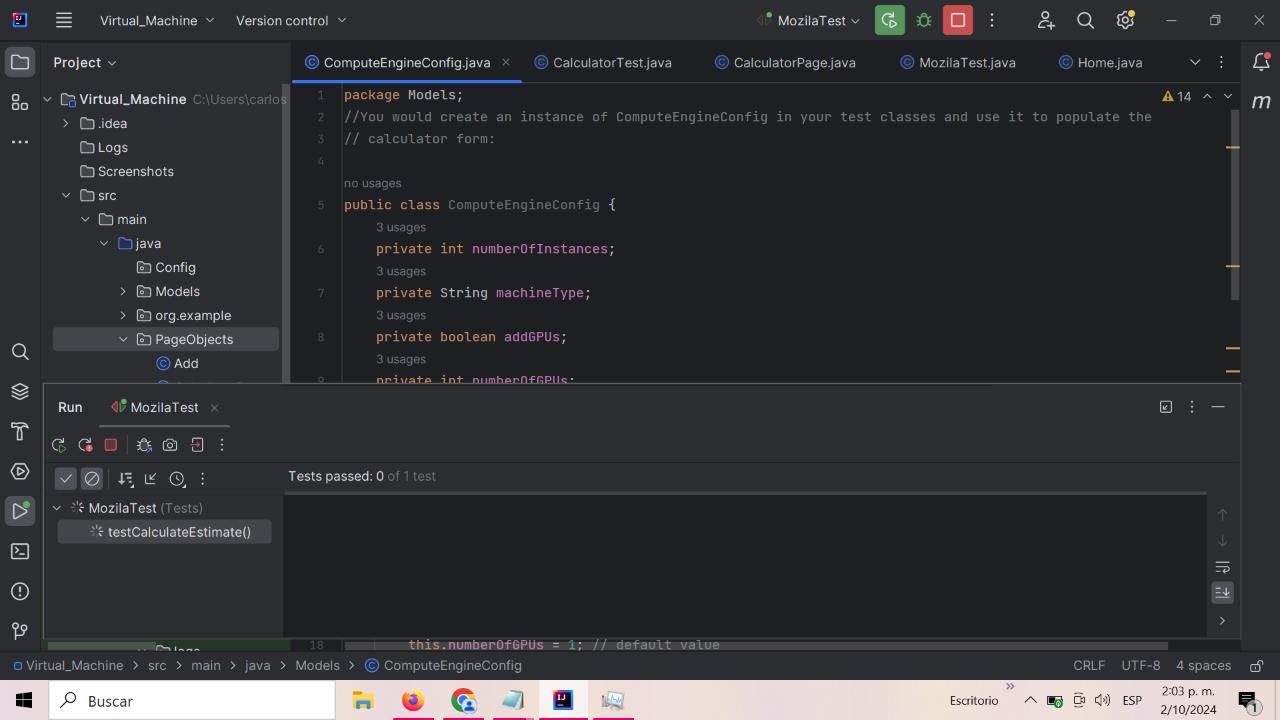 Virtual_Machine
Version control
MozilaTest
Project
ComputeEngineConfig.java
CalculatorTest.java
CalculatorPage.java
MozilaTest.java
Home.java
Virtual_Machine C:\Users\carlos
.idea
Logs
Screenshots
src
main
java
Config
Models
org.example
PageObjects
Add
14
1 package Models;
2 //You would create an instance of ComputeEngineConfig in your test classes and use it to populate the
3 // calculator form:
4
no usages
5 public class ComputeEngineConfig {
3 usages
6 private int numberOfInstances;
3 usages
7 private String machineType;
3 usages
8 private boolean addGPUs;
3 usages
9 private int numberOfGPUs;
Run
MozilaTest
Tests passed: 0 of 1 test
MozilaTest (Tests)
testCalculateEstimate()
logs
18 this.numberOfGPUs = 1; // default value
Virtual_Machine > src > main > java > Models > ComputeEngineConfig
CRLF
UTF-8
4 spaces
Buscar
Escritorio
ESP
2:03 p. m.
2/10/2024
1
m